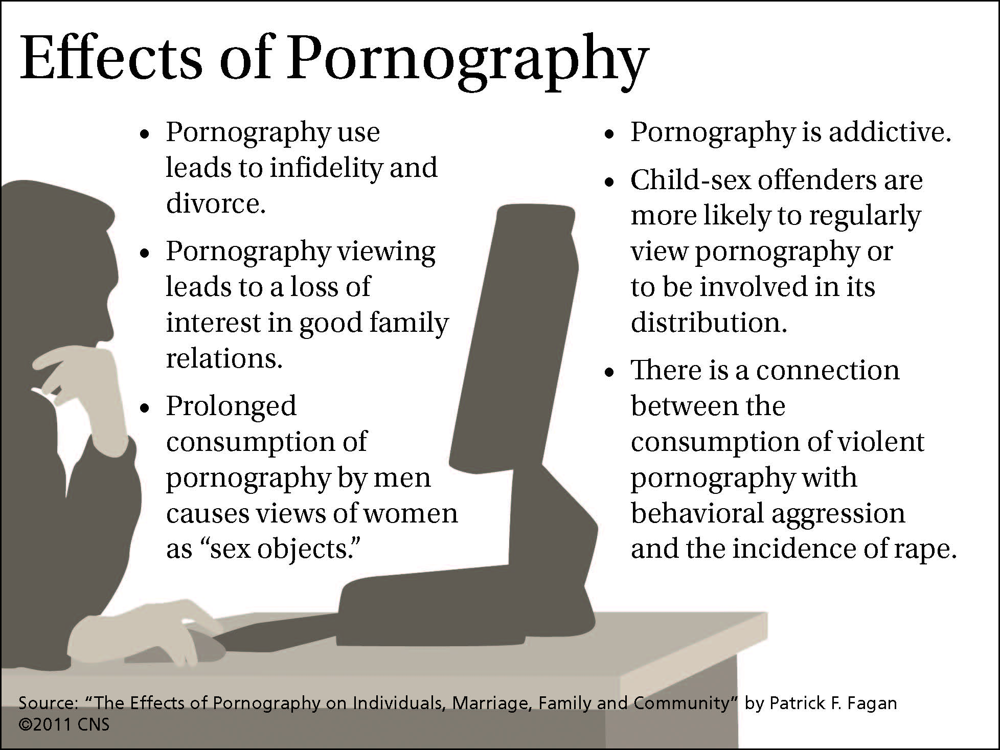 Effects of Pornography
• Pornography use
leads to infidelity and
divorce.
• Pornography viewing
leads to a loss of
interest in good family
relations.
• Prolonged
consumption of
pornography by men
causes views of women
as “sex objects.”
• Pornography is addictive.
• Child-sex offenders are
more likely to regularly
view pornography or
to be involved in its
distribution.
• There is a connection
between the
consumption of violent
pornography with
behavioral aggression
and the incidence of rape.
Source: “The Effects of Pornography on Individuals, Marriage, Family and Community” by Patrick F. Fagan
©2011 CNS